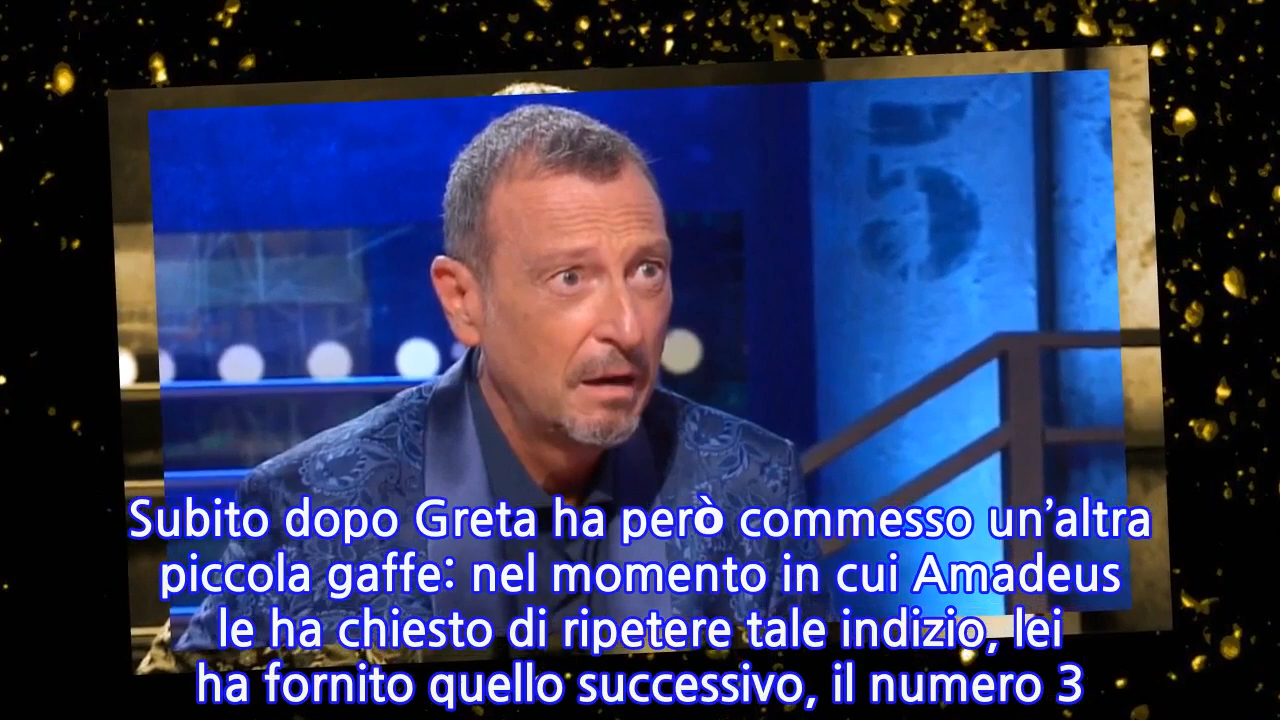 Subito dopo Greta ha però commesso un’altra
piccola gaffe: nel momento in cui Amadeus
le ha chiesto di ripetere tale indizio, lei
ha fornito quello successivo, il numero 3